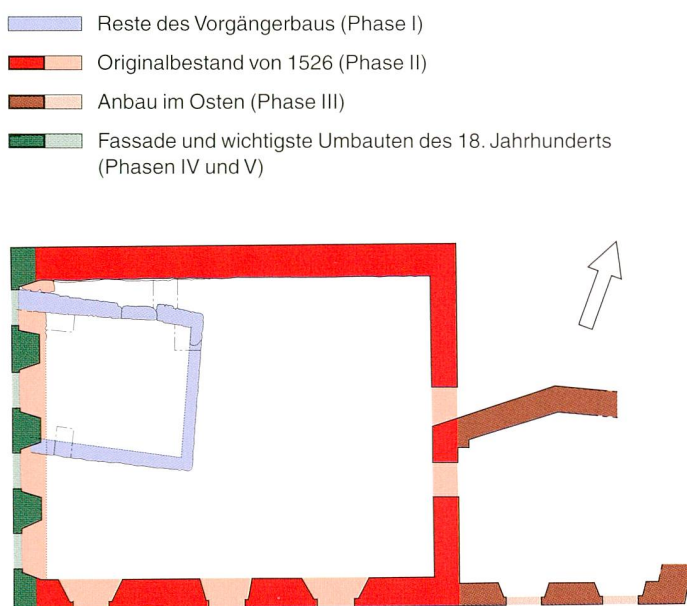 Reste des Vorgängerbaus (Phase I)
Originalbestand von 1526 (Phase II)
Anbau im Osten (Phase III)
Fassade und wichtigste Umbauten des 18. Jahrhunderts
(Phasen IV und V)